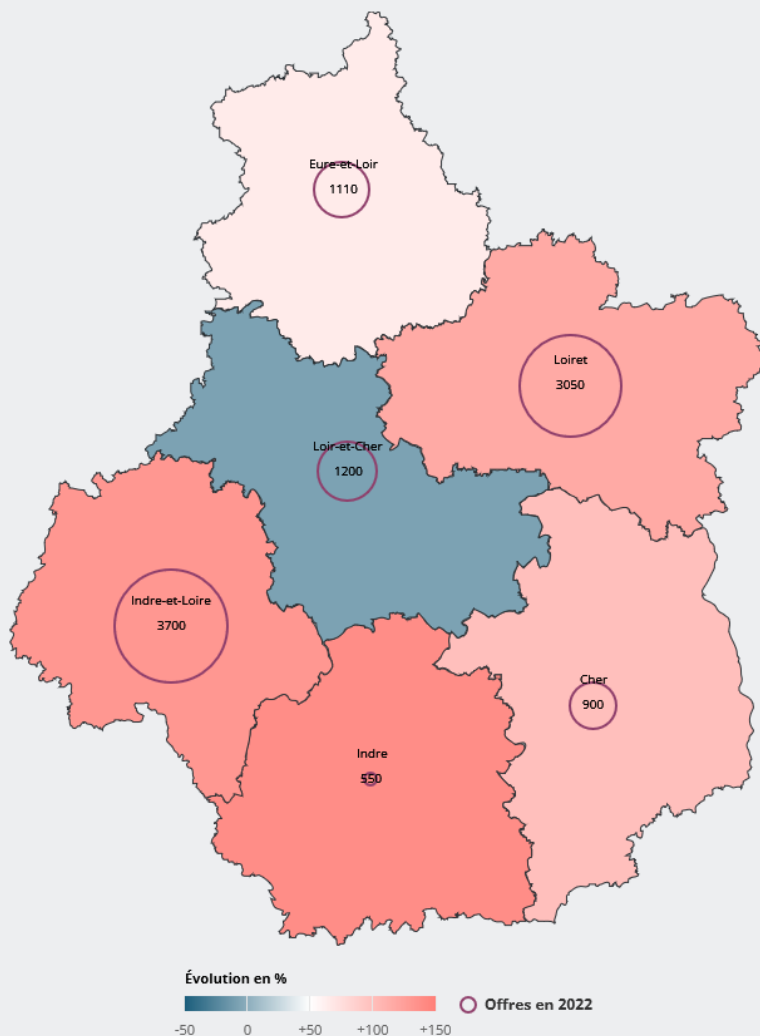 Eure-et-Loir
1110
Loiret
3050
Loir-et-Cher
1200
Indre-et-Loire
3700
Cher
900
Indre
550
Évolution en %
-50 0 +50 +100 +150
Offres en 2022